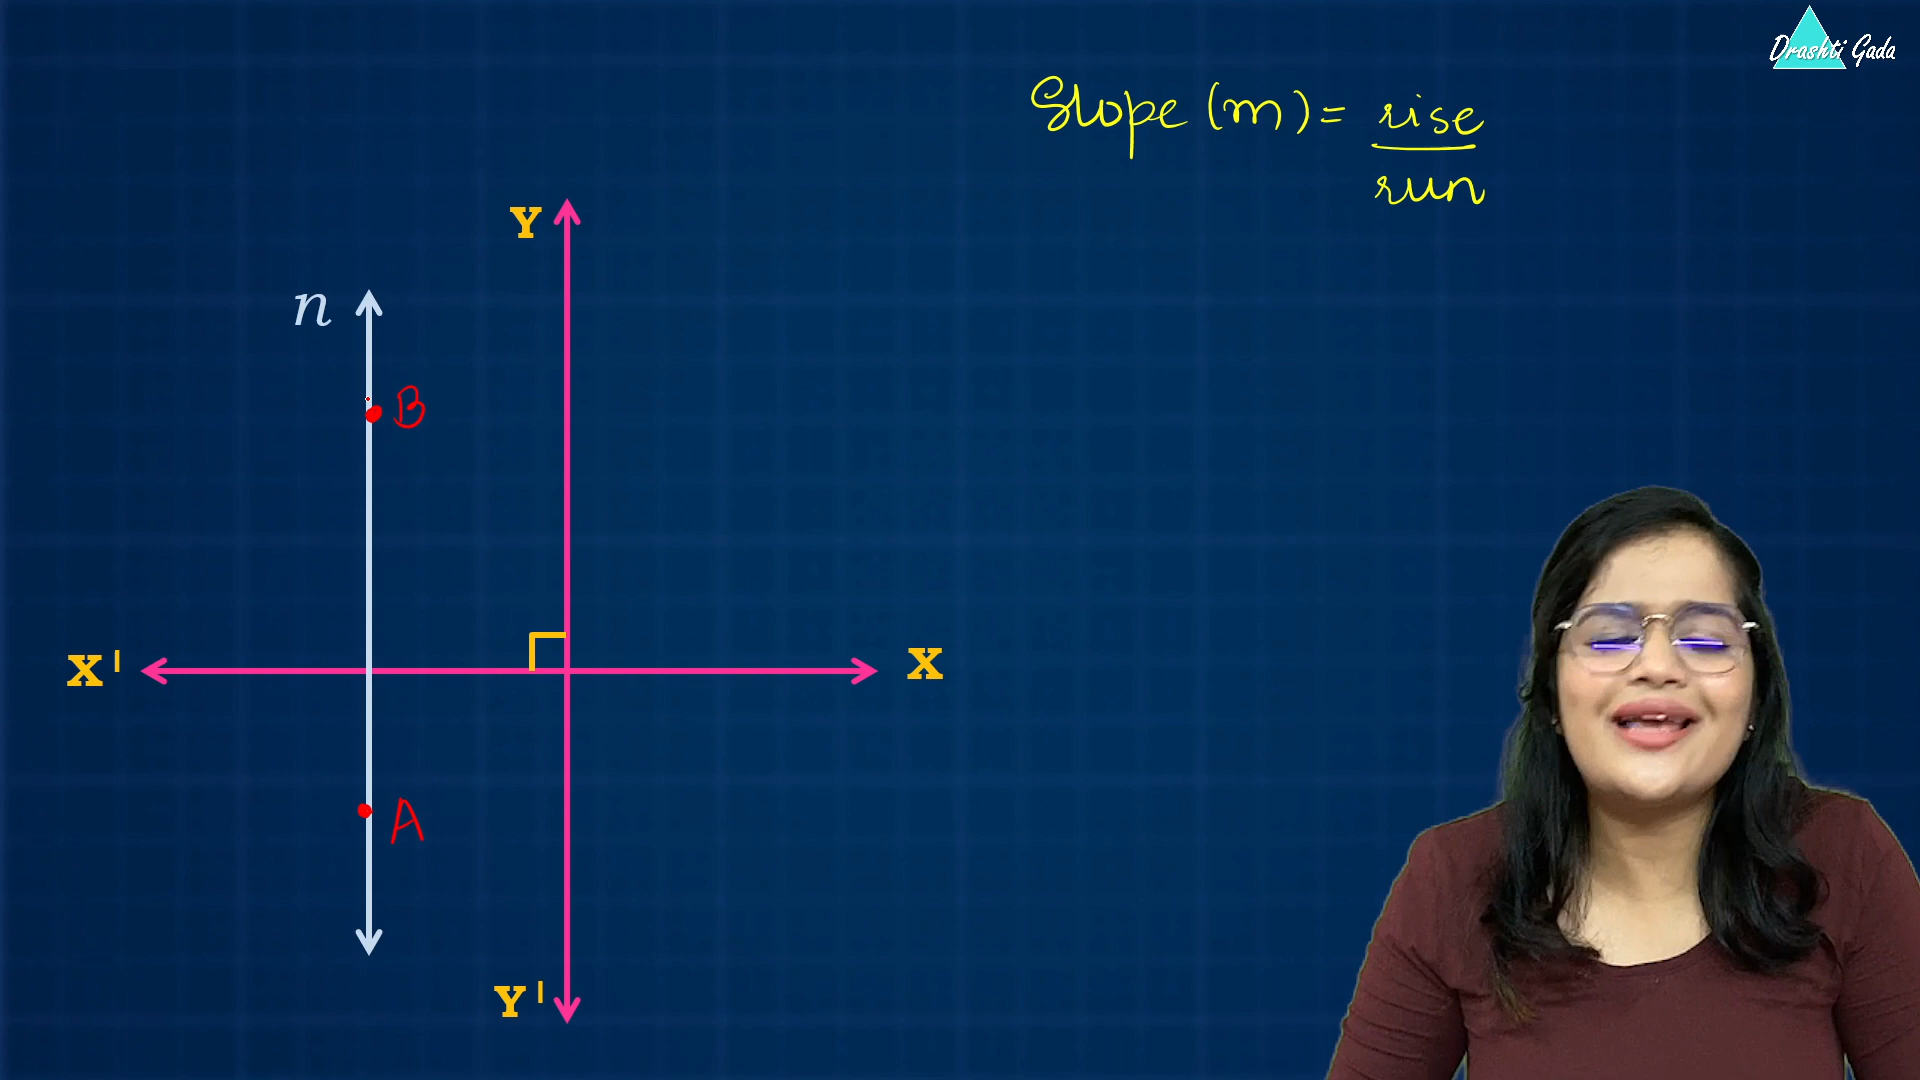 Drashti Gada
Slope (m) = rise
run
Y
n
B
X'
X
A
Y'